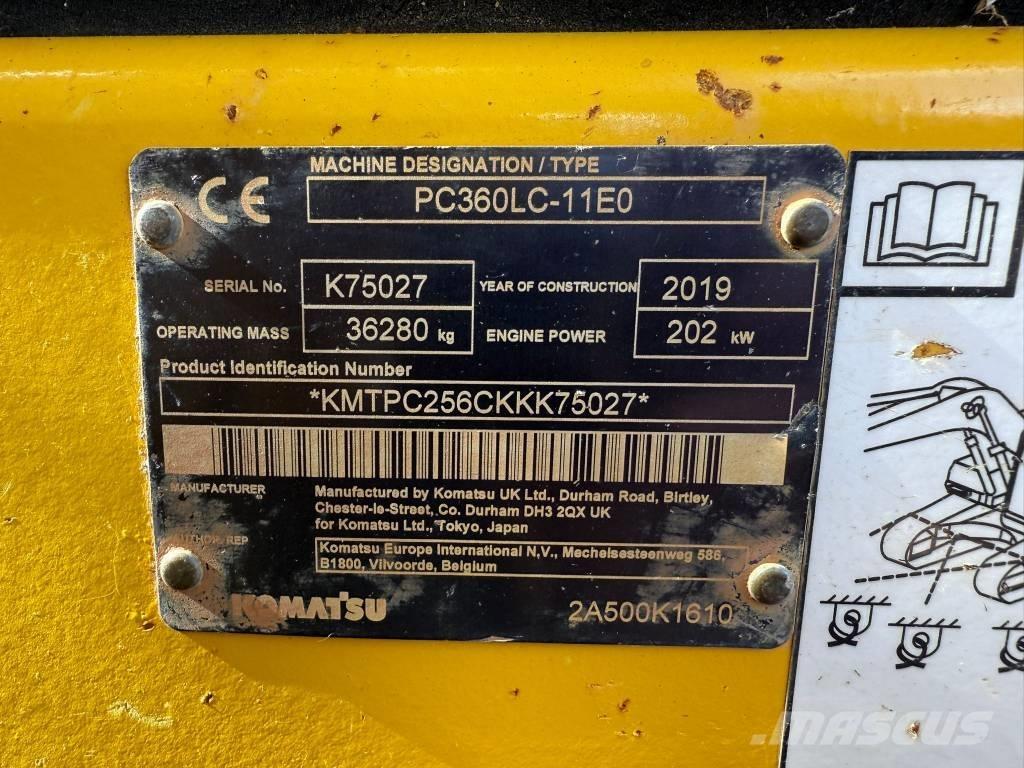 CE
MACHINE DESIGNATION / TYPE
PC360LC-11E0
SERIAL No. K75027 YEAR OF CONSTRUCTION 2019
OPERATING MASS 36280 kg ENGINE POWER 202 kW
Product Identification Number
*KMTPC256CKKK75027*
MANUFACTURER
Manufactured by Komatsu UK Ltd., Durham Road, Birtley,
Chester-le-Street, Co. Durham DH3 2QX UK
for Komatsu Ltd., Tokyo, Japan
AUTHOR. REP
Komatsu Europe International N.V., Mechelsesteenweg 586,
B1800, Vilvoorde, Belgium
KOMATSU
2A500K1610
MASCUS